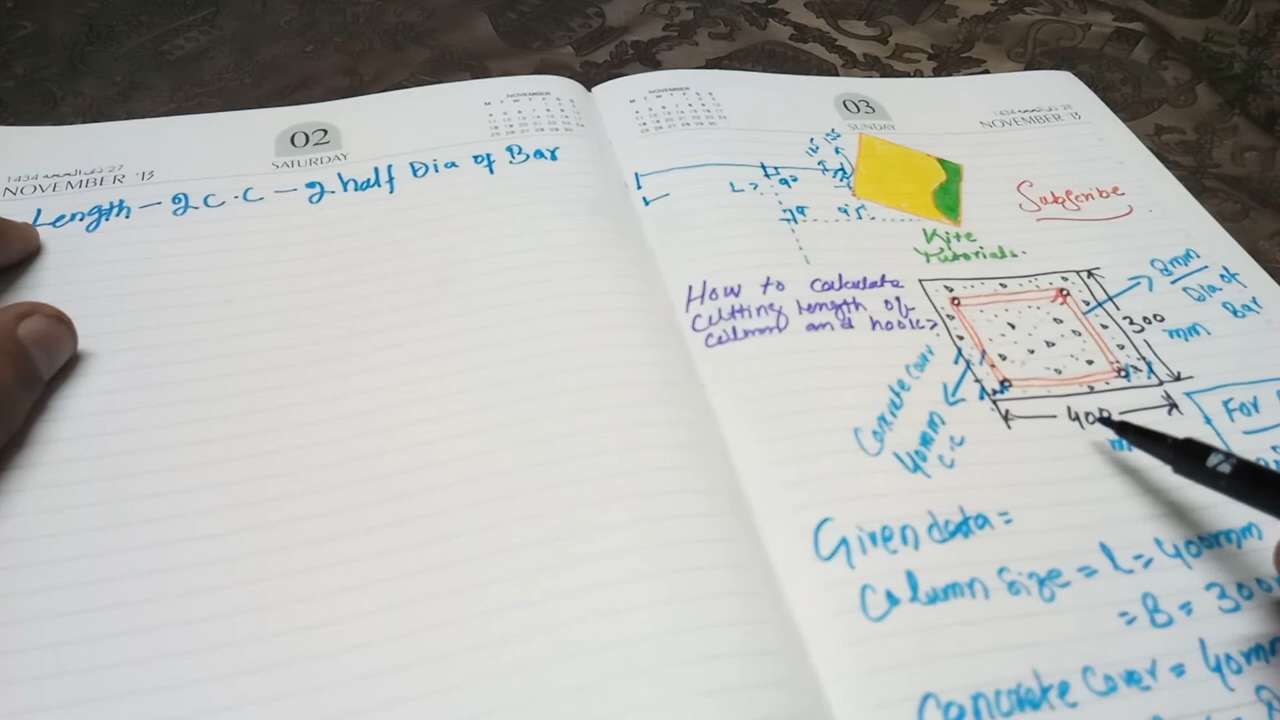 02
SATURDAY
NOVEMBER '13
NOVEMBER
Length - 2 C.C - 2 half Dia of Bar
NOVEMBER
03
SUNDAY
NOVEMBER '13
Subscribe
Kite
Tutorials.
How to calculate
cutting length of
column and hooks
8mm
Dia of
Bar
300
mm
400
Concrete cover
40mm
C.C
For
Given data =
Column Size = L = 400mm
= B = 300
Concrete Cover = 40mm